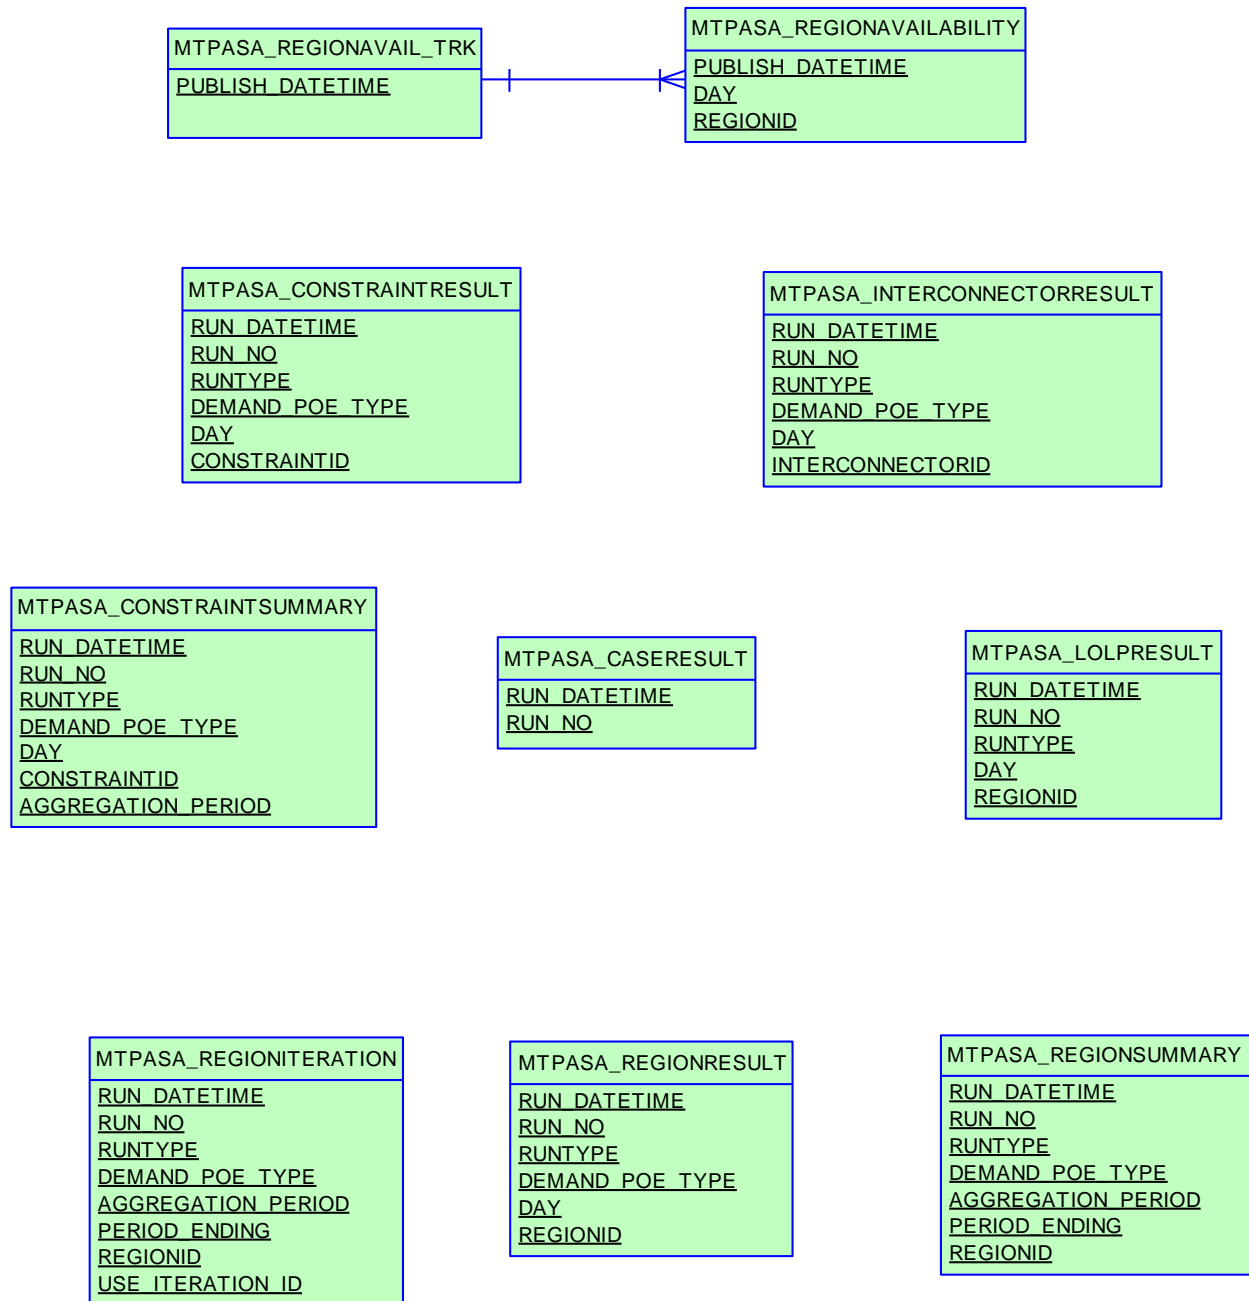 MTPASA_REGIONAVAIL_TRK
PUBLISH_DATETIME
MTPASA_REGIONAVAILABILITY
PUBLISH_DATETIME
DAY
REGIONID
MTPASA_CONSTRAINTRESULT
RUN_DATETIME
RUN_NO
RUNTYPE
DEMAND_POE_TYPE
DAY
CONSTRAINTID
MTPASA_INTERCONNECTORRESULT
RUN_DATETIME
RUN_NO
RUNTYPE
DEMAND_POE_TYPE
DAY
INTERCONNECTORID
MTPASA_CONSTRAINTSUMMARY
RUN_DATETIME
RUN_NO
RUNTYPE
DEMAND_POE_TYPE
DAY
CONSTRAINTID
AGGREGATION_PERIOD
MTPASA_CASERESULT
RUN_DATETIME
RUN_NO
MTPASA_LOLPRESULT
RUN_DATETIME
RUN_NO
RUNTYPE
DAY
REGIONID
MTPASA_REGIONITERATION
RUN_DATETIME
RUN_NO
RUNTYPE
DEMAND_POE_TYPE
AGGREGATION_PERIOD
PERIOD_ENDING
REGIONID
USE_ITERATION_ID
MTPASA_REGIONRESULT
RUN_DATETIME
RUN_NO
RUNTYPE
DEMAND_POE_TYPE
DAY
REGIONID
MTPASA_REGIONSUMMARY
RUN_DATETIME
RUN_NO
RUNTYPE
DEMAND_POE_TYPE
AGGREGATION_PERIOD
PERIOD_ENDING
REGIONID